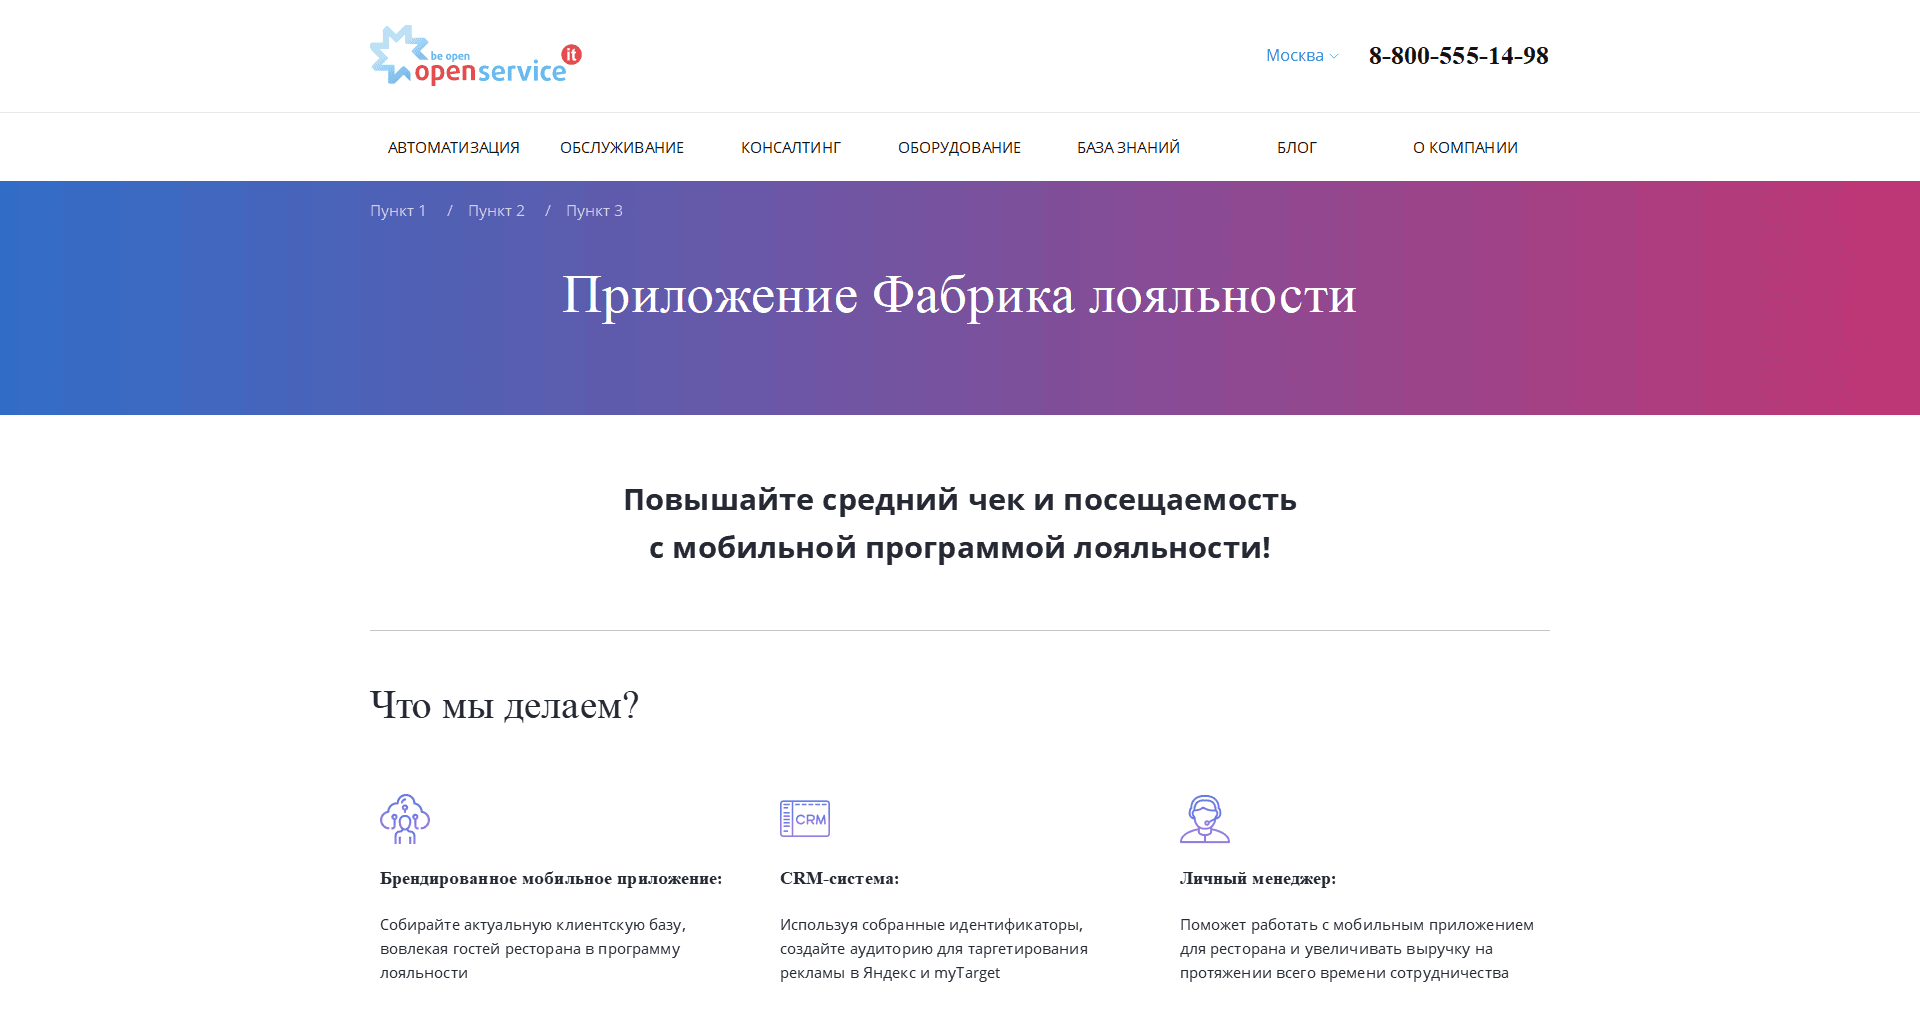 be open
openservice it
Москва
8-800-555-14-98
АВТОМАТИЗАЦИЯ ОБСЛУЖИВАНИЕ КОНСАЛТИНГ ОБОРУДОВАНИЕ БАЗА ЗНАНИЙ БЛОГ О КОМПАНИИ
Пункт 1 / Пункт 2 / Пункт 3
Приложение Фабрика лояльности
Повышайте средний чек и посещаемость
с мобильной программой лояльности!
Что мы делаем?
Брендированное мобильное приложение:
Собирайте актуальную клиентскую базу,
вовлекая гостей ресторана в программу
лояльности
CRM
CRM-система:
Используя собранные идентификаторы,
создайте аудиторию для таргетирования
рекламы в Яндекс и myTarget
Личный менеджер:
Поможет работать с мобильным приложением
для ресторана и увеличивать выручку на
протяжении всего времени сотрудничества